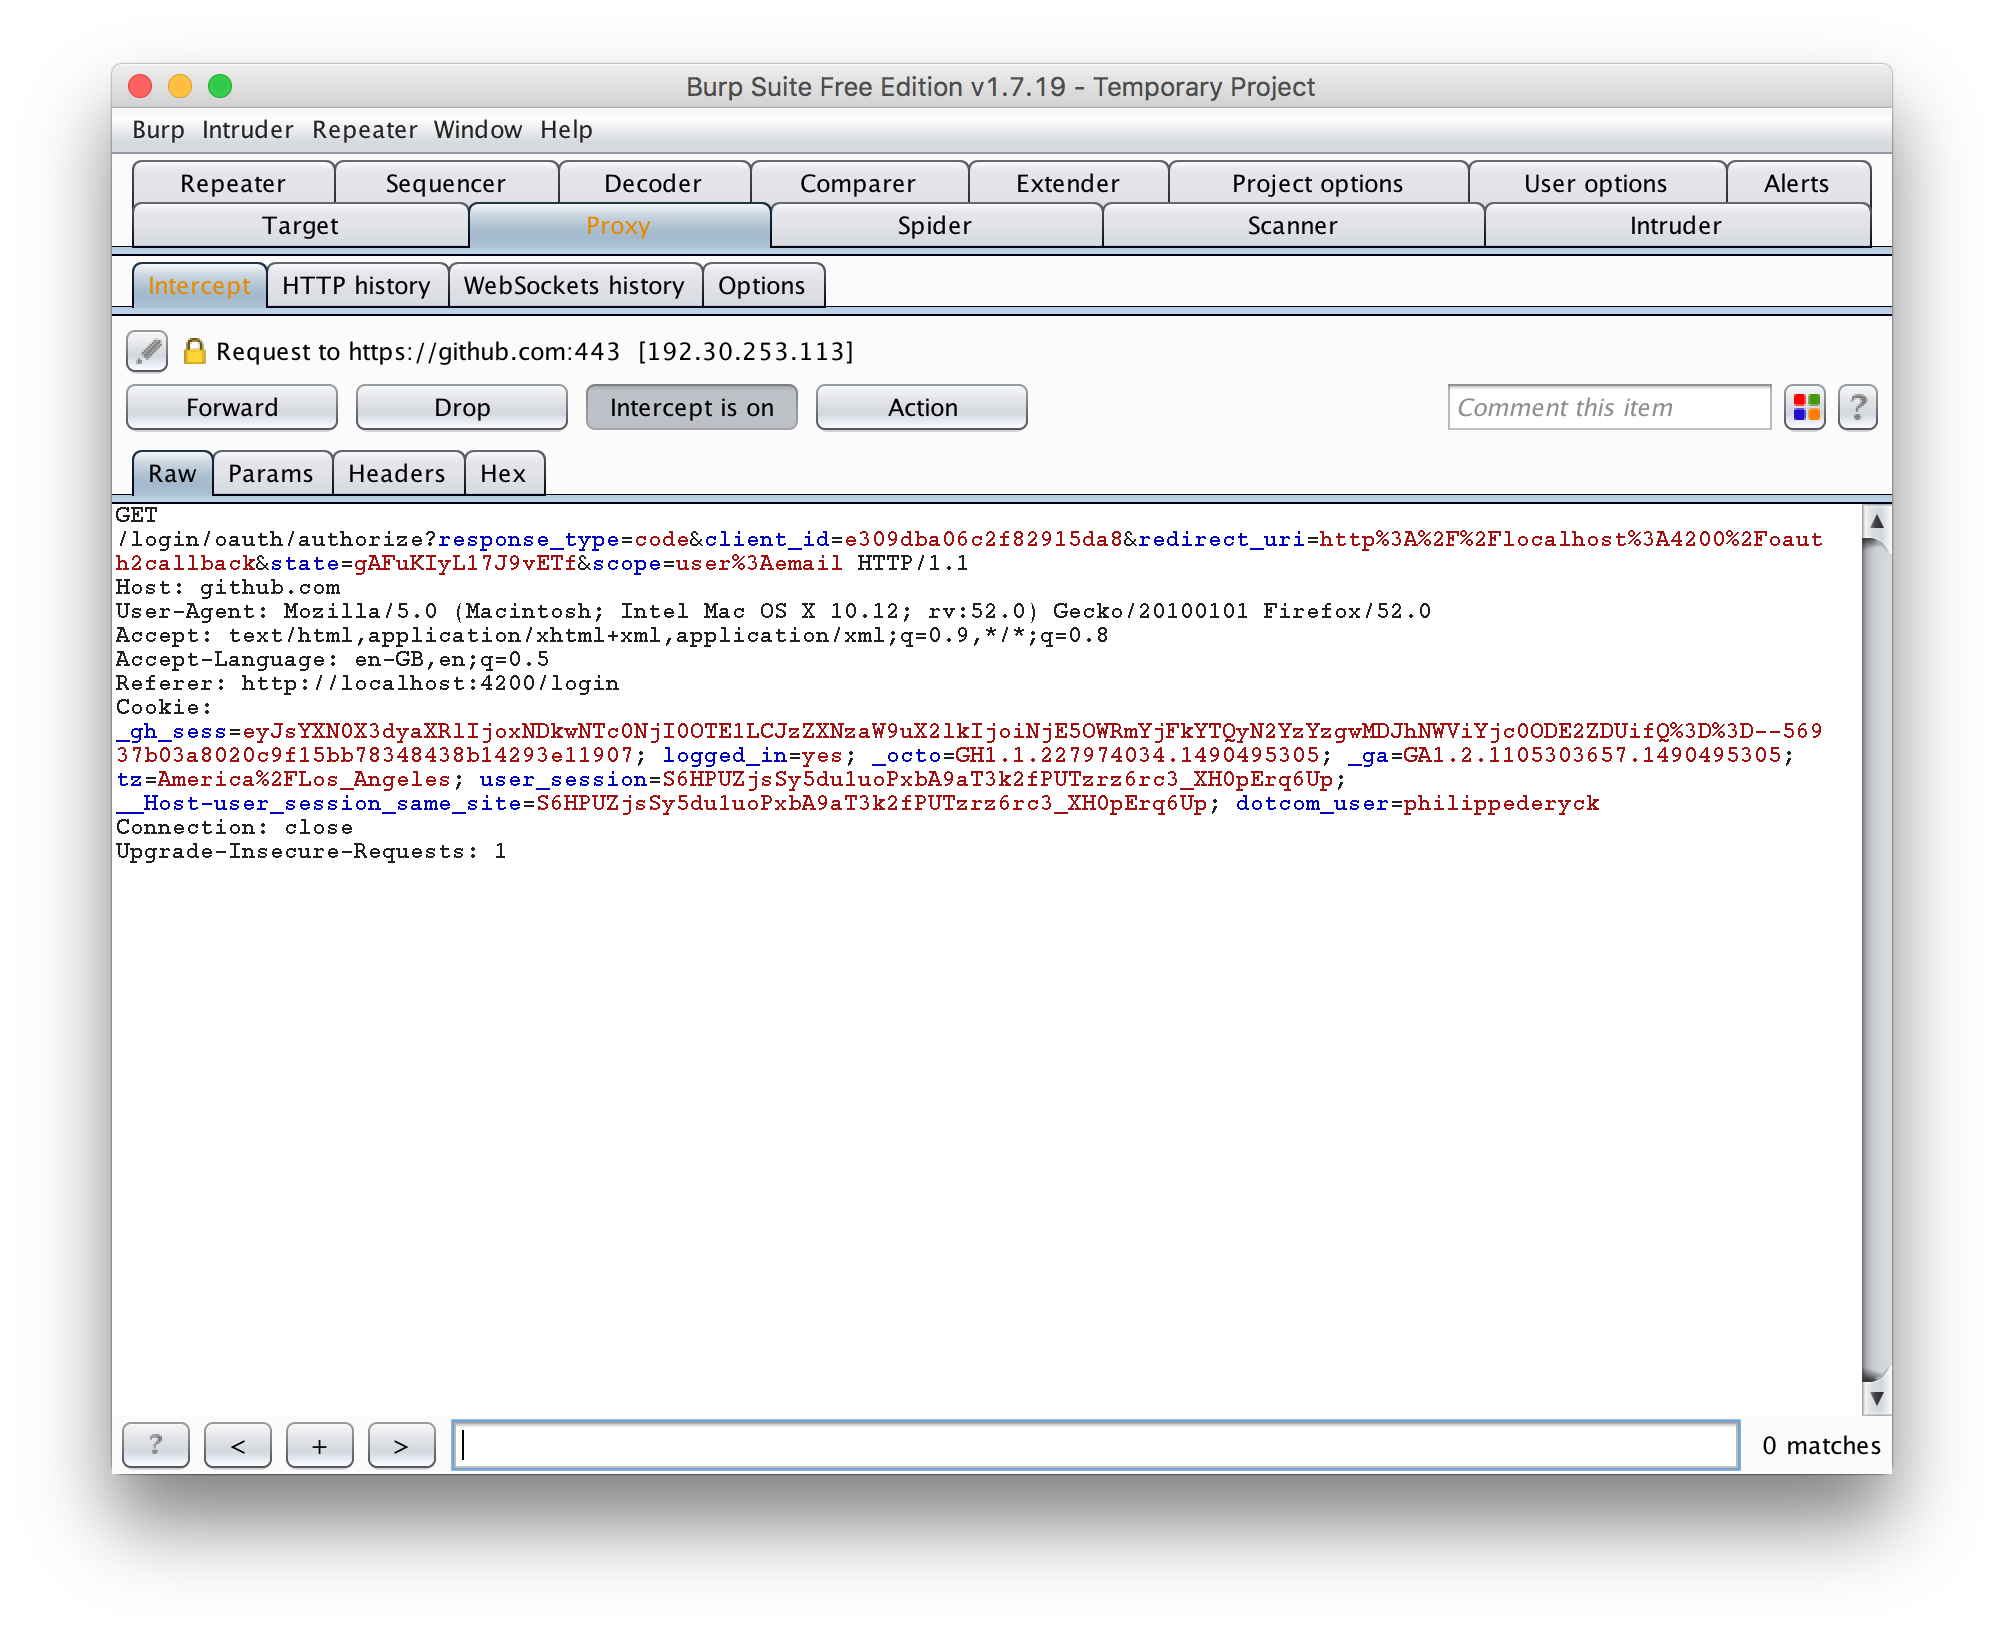 Burp Suite Free Edition v1.7.19 - Temporary Project
Burp Intruder Repeater Window Help
Repeater Sequencer Decoder Comparer Extender Project options User options Alerts
Target Proxy Spider Scanner Intruder
Intercept HTTP history WebSockets history Options
Request to https://github.com:443 [192.30.253.113]
Forward Drop Intercept is on Action Comment this item ?
Raw Params Headers Hex
GET
/login/oauth/authorize?response_type=code&client_id=e309dba06c2f82915da8&redirect_uri=http%3A%2F%2Flocalhost%3A4200%2Foaut
h2callback&state=gAFuKIyL17J9vETf&scope=user%3Aemail HTTP/1.1
Host: github.com
User-Agent: Mozilla/5.0 (Macintosh; Intel Mac OS X 10.12; rv:52.0) Gecko/20100101 Firefox/52.0
Accept: text/html,application/xhtml+xml,application/xml;q=0.9,*/*;q=0.8
Accept-Language: en-GB,en;q=0.5
Referer: http://localhost:4200/login
Cookie:
_gh_sess=eyJsYXN0X3dyaXRlIjoxNDkwNTc0NjI0OTE1LCJzZXNzaW9uX2lkIjoiNjE5OWRmYjFkYTQyN2YzYzgwMDJhNWViYjc0ODE2ZDUifQ%3D%3D--569
37b03a8020c9f15bb78348438b14293e11907; logged_in=yes; _octo=GH1.1.227974034.1490495305; _ga=GA1.2.1105303657.1490495305;
tz=America%2FLos_Angeles; user_session=S6HPUZjsSy5du1uoPxbA9aT3k2fPUTzrz6rc3_XH0pErq6Up;
__Host-user_session_same_site=S6HPUZjsSy5du1uoPxbA9aT3k2fPUTzrz6rc3_XH0pErq6Up; dotcom_user=philippederyck
Connection: close
Upgrade-Insecure-Requests: 1
? < + > 0 matches